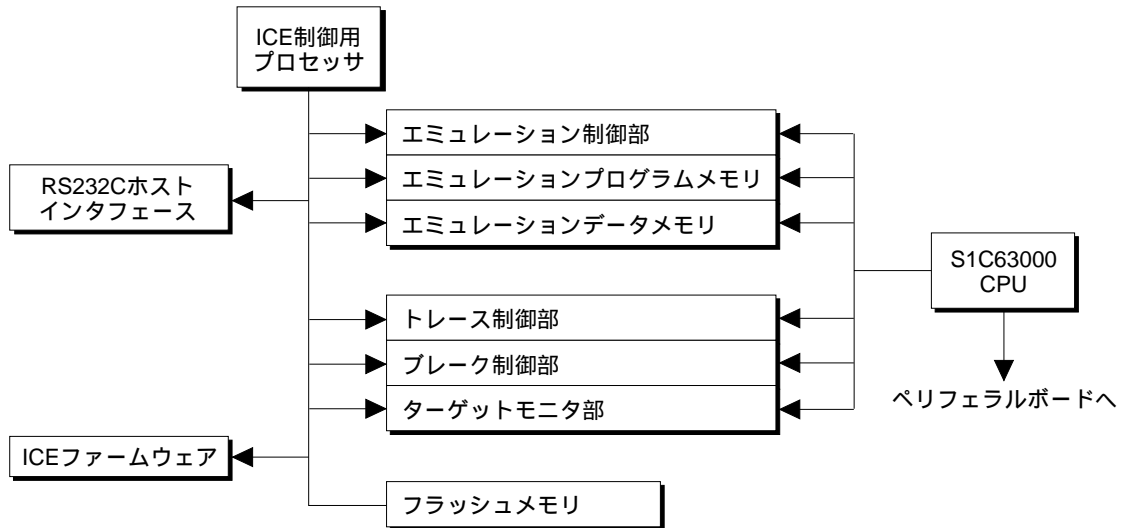 ICE制御用
プロセッサ
エミュレーション制御部
エミュレーションプログラムメモリ
エミュレーションデータメモリ
RS232Cホスト
インタフェース
S1C63000
CPU
トレース制御部
ブレーク制御部
ターゲットモニタ部
ペリフェラルボードへ
ICEファームウェア
フラッシュメモリ